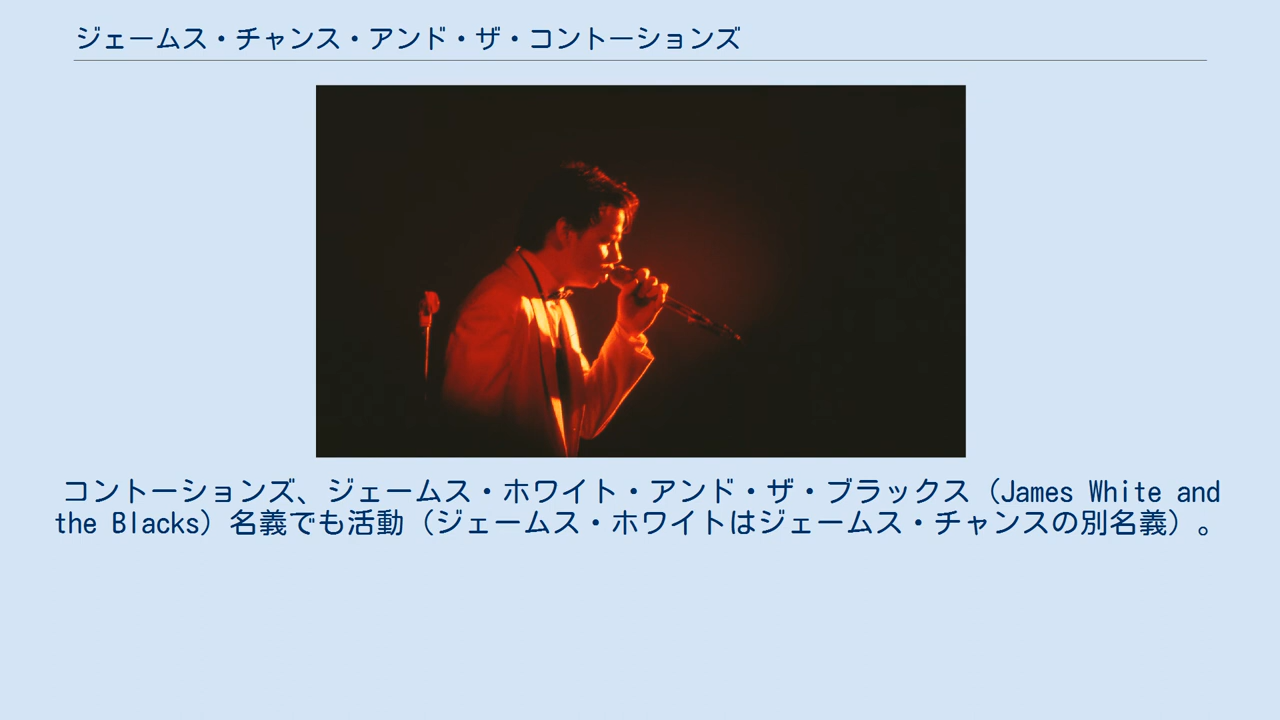 ジェームス・チャンス・アンド・ザ・コントーションズ
コントーションズ、ジェームス・ホワイト・アンド・ザ・ブラックス（James White and
the Blacks）名義でも活動（ジェームス・ホワイトはジェームス・チャンスの別名義）。